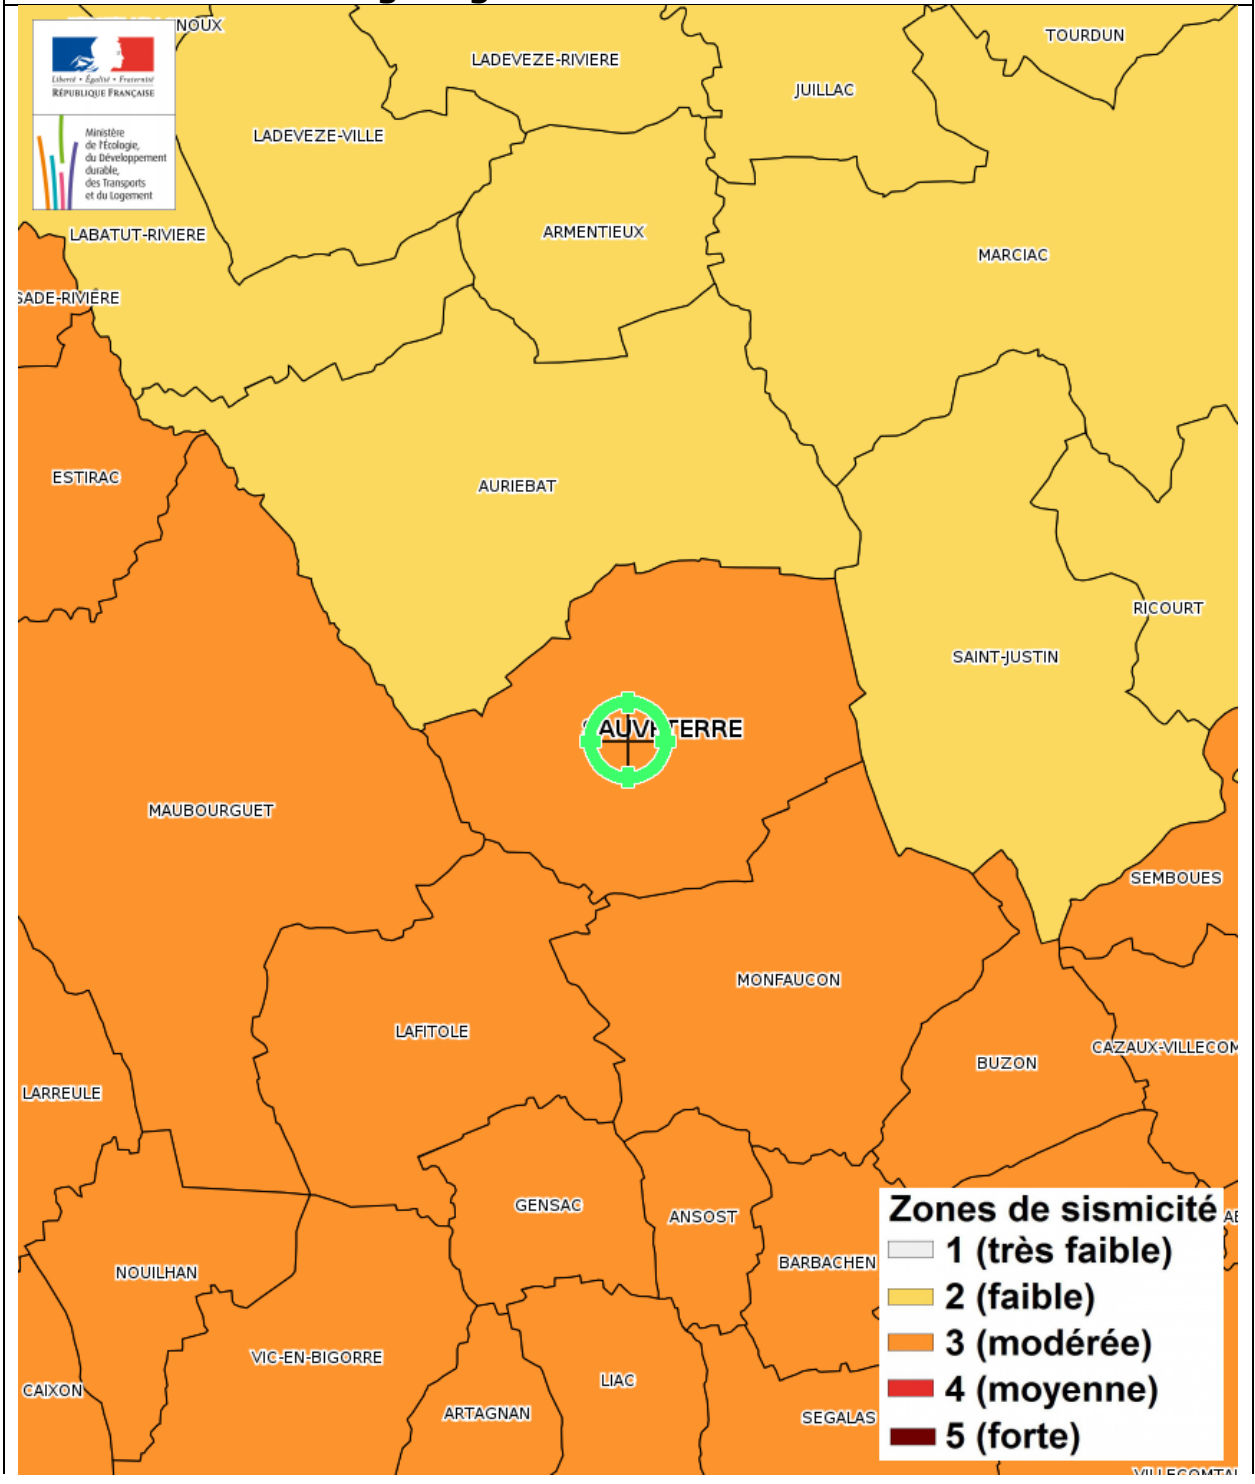 NOUX
LADEVEZE-RIVIERE
TOURDUN
JUILLAC
Liberté • Égalité • Fraternité
RÉPUBLIQUE FRANÇAISE
Ministère
de l'Écologie,
du Développement
durable,
des Transports
et du Logement
LADEVEZE-VILLE
LABATUT-RIVIERE
ARMENTIEUX
MARCIAC
SADE-RIVIÈRE
ESTIRAC
AURIEBAT
RICOURT
SAINT-JUSTIN
SAUVETERRE
MAUBOURGUET
SEMBOUES
MONFAUCON
LAFITOLE
CAZAUX-VILLECOM
BUZON
LARREULE
GENSAC
ANSOST
BARBACHEN
NOUILHAN
VIC-EN-BIGORRE
LIAC
CAIXON
ARTAGNAN
SEGALAS
Zones de sismicité
1 (très faible)
2 (faible)
3 (modérée)
4 (moyenne)
5 (forte)
VILLECOMTAL